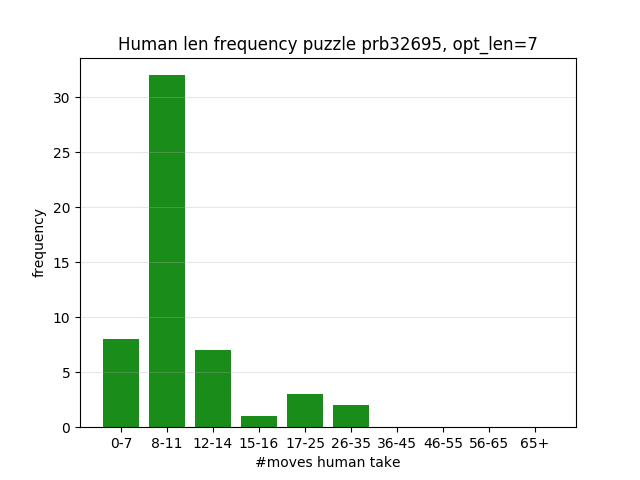 Human len frequency puzzle prb32695, opt_len=7
frequency
30
25
20
15
10
5
0
0-7 8-11 12-14 15-16 17-25 26-35 36-45 46-55 56-65 65+
#moves human take